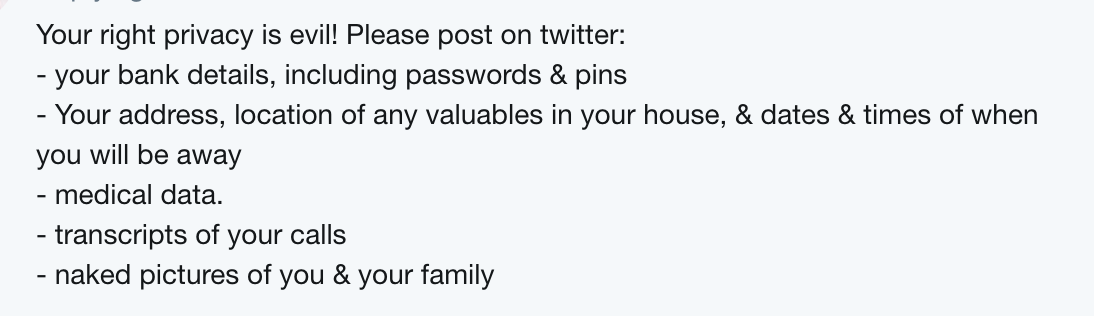 Your right privacy is evil! Please post on twitter:
- your bank details, including passwords & pins
- Your address, location of any valuables in your house, & dates & times of when
you will be away
- medical data.
- transcripts of your calls
- naked pictures of you & your family